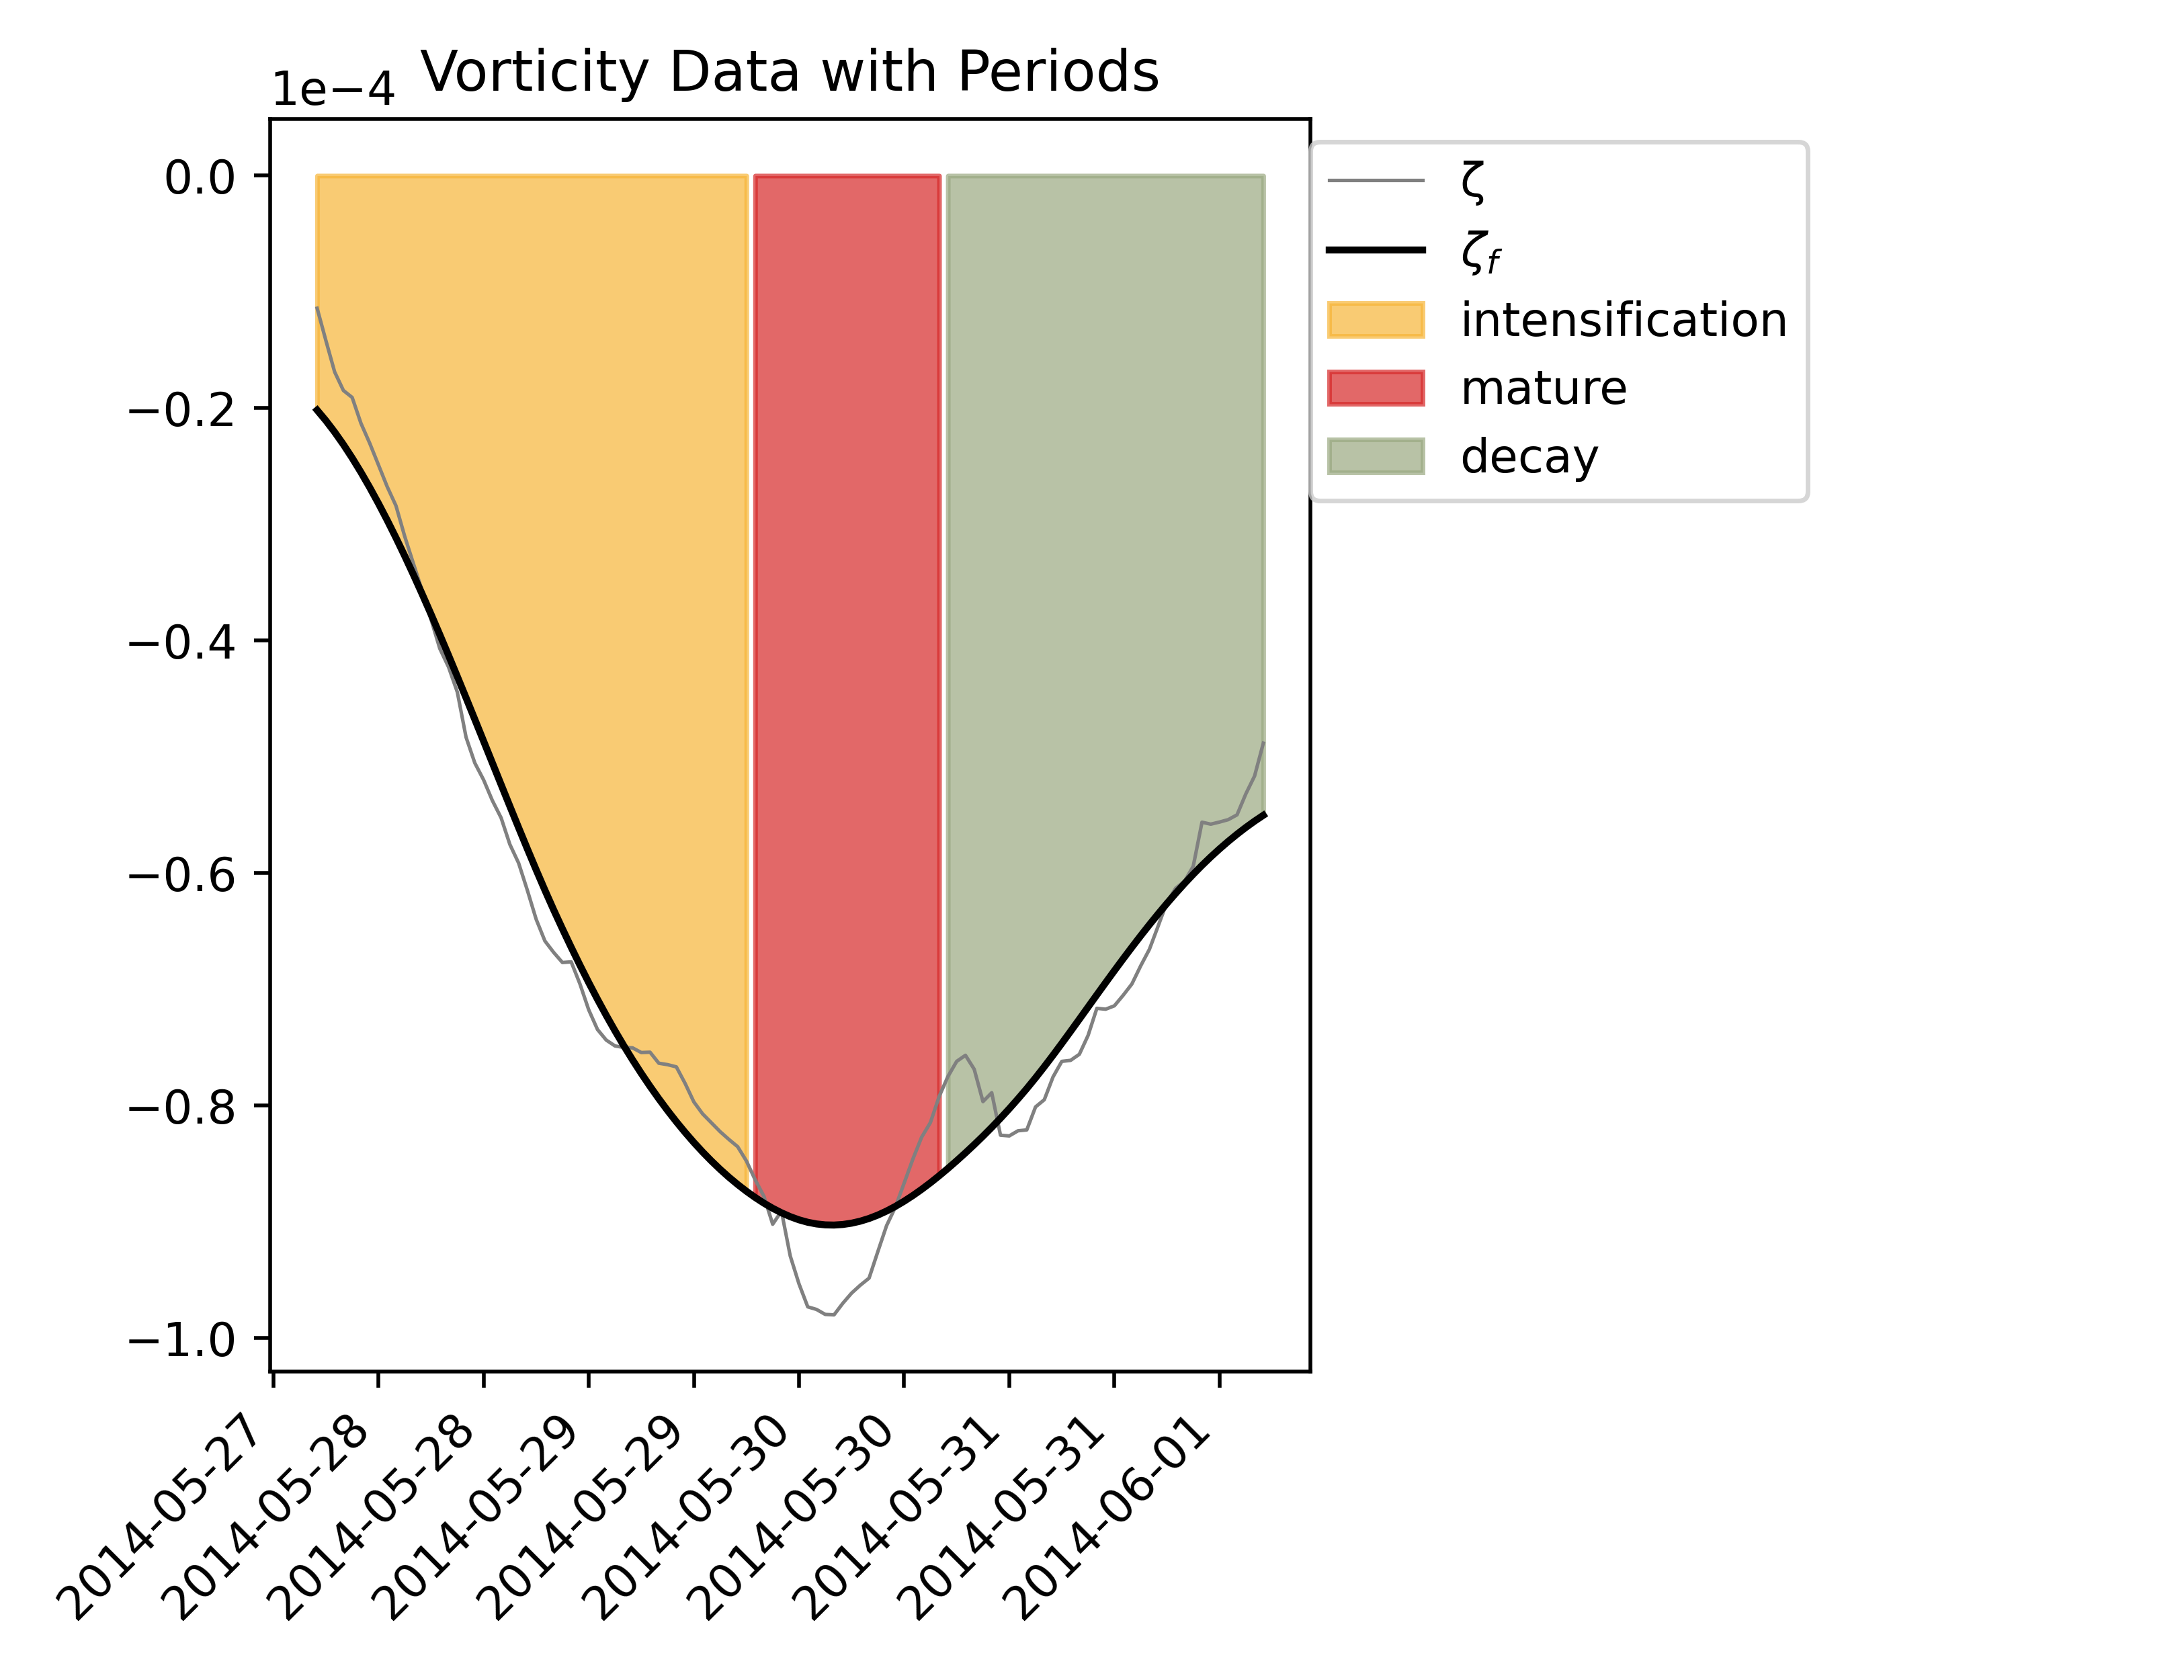 Vorticity Data with Periods
1e−4
0.0
−0.2
−0.4
−0.6
−0.8
−1.0
2014-05-27
2014-05-28
2014-05-28
2014-05-29
2014-05-29
2014-05-30
2014-05-30
2014-05-31
2014-05-31
2014-06-01
ζ
ζf
intensification
mature
decay